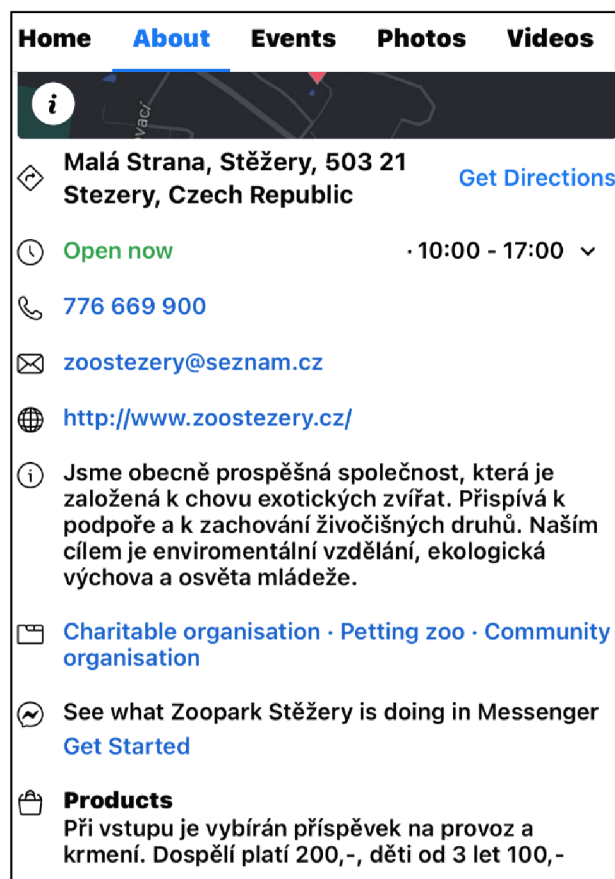 Home About Events Photos Videos
i
Malá Strana, Stěžery, 503 21
Stezery, Czech Republic
Get Directions
Open now · 10:00 - 17:00
776 669 900
zoostezery@seznam.cz
http://www.zoostezery.cz/
Jsme obecně prospěšná společnost, která je
založená k chovu exotických zvířat. Přispívá k
podpoře a k zachování živočišných druhů. Naším
cílem je enviromentální vzdělání, ekologická
výchova a osvěta mládeže.
Charitable organisation · Petting zoo · Community
organisation
See what Zoopark Stěžery is doing in Messenger
Get Started
Products
Při vstupu je vybírán příspěvek na provoz a
krmení. Dospělí platí 200,-, děti od 3 let 100,-